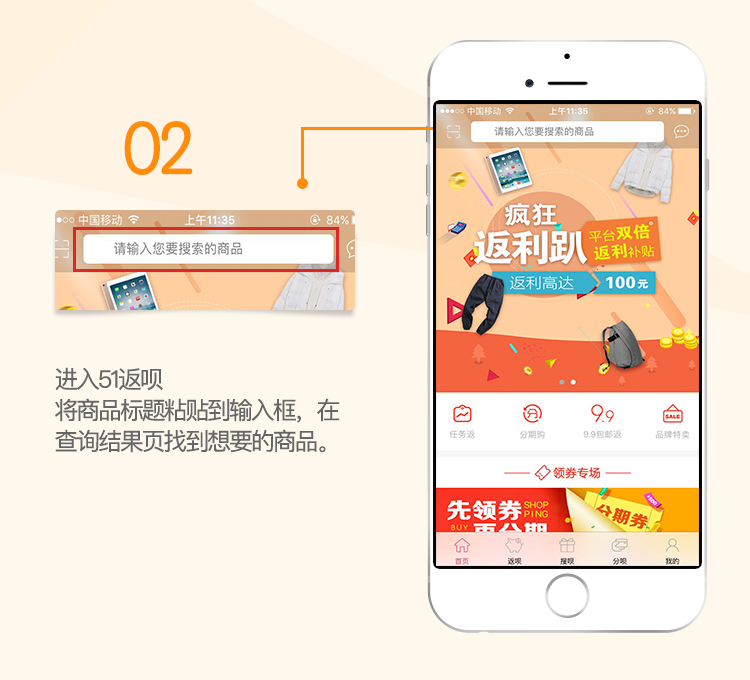 02
中国移动 上午11:35 84%
请输入您要搜索的商品
进入51返呗
将商品标题粘贴到输入框，在
查询结果页找到想要的商品。
中国移动 上午11:35 84%
请输入您要搜索的商品
疯狂
返利趴
平台双倍
返利补贴
返利高达 100元
任务返 分期购 9.9包邮返 品牌特卖
9.9 SALE
领券专场
先领券 SHOP
PING
BUY 再分期
分期券
首页 返呗 搜呗 分呗 我的